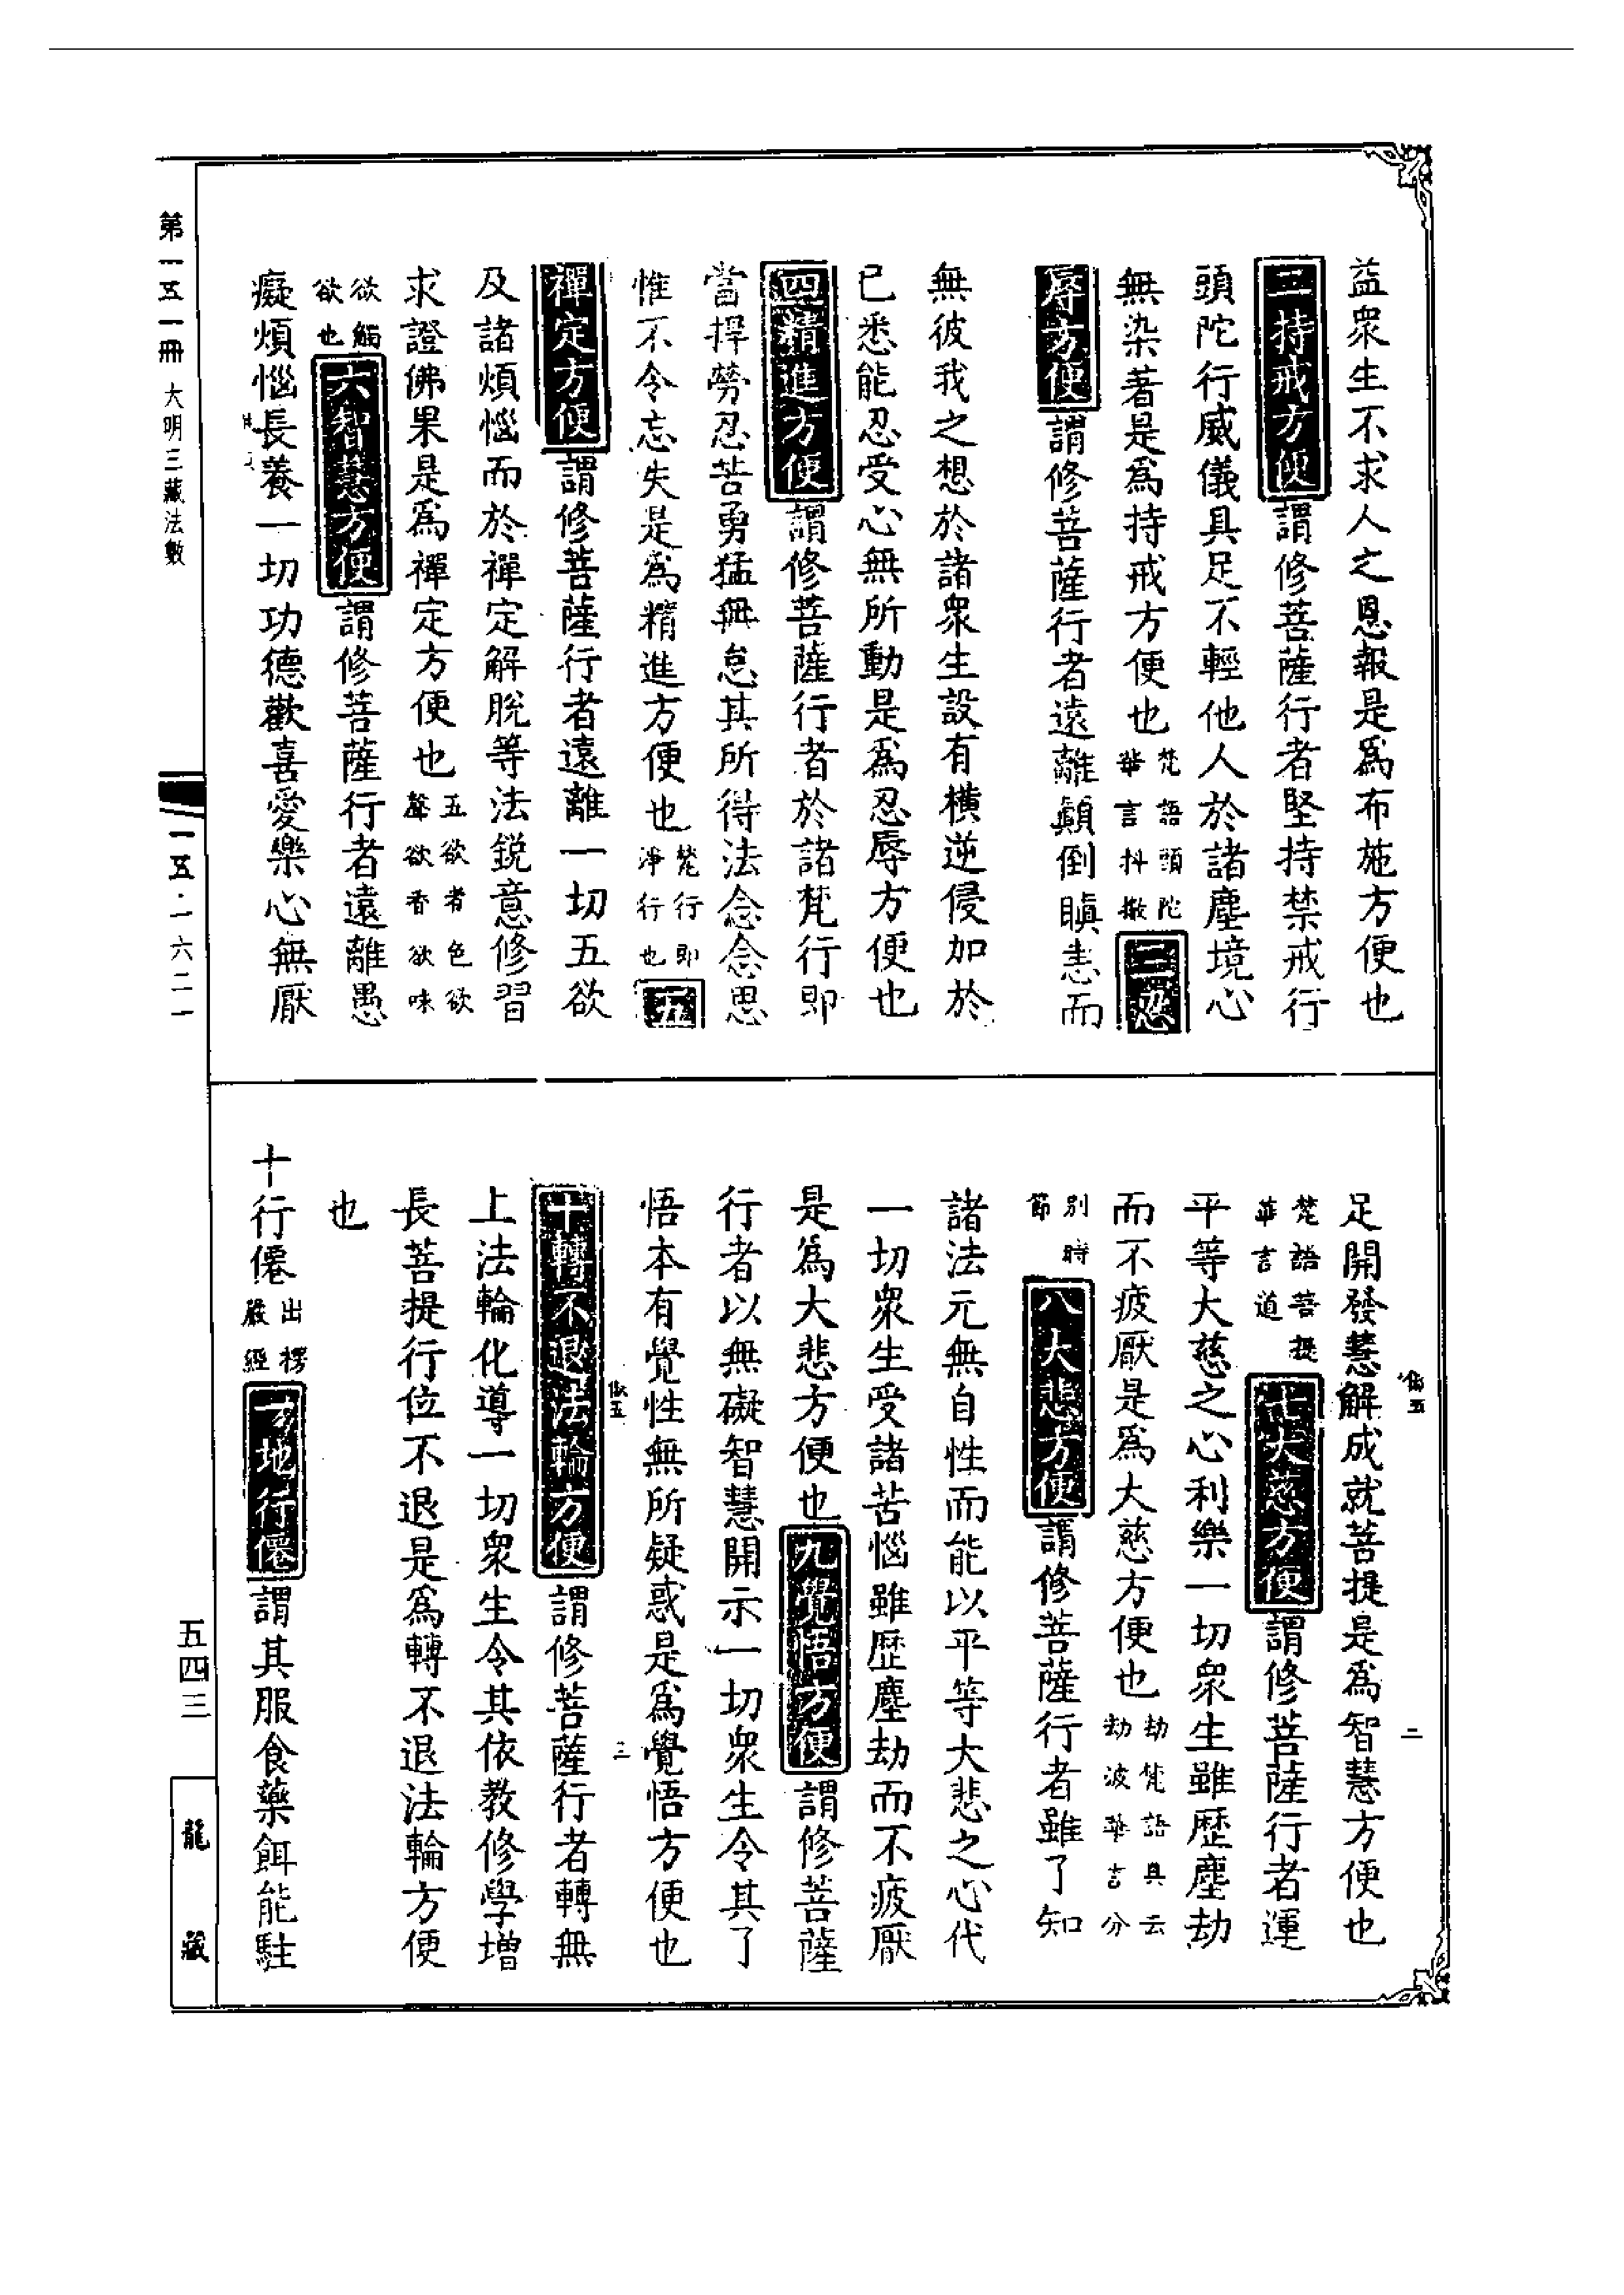 益衆生不求人之恩報是爲布施方便也
二持戒方便謂修菩薩行者堅持禁戒行
頭陀行威儀具足不輕他人於諸塵境心
無染著是爲持戒方便也梵語頭陀華言抖擻三忍
辱方便謂修菩薩行者遠離顛倒瞋恚而
無彼我之想於諸衆生設有橫逆侵加於
已悉能忍受心無所動是爲忍辱方便也
四精進方便謂修菩薩行者於諸梵行即
當捍勞忍苦勇猛無怠其所得法念念思
惟不令忘失是爲精進方便也梵行即淨行也五
禪定方便謂修菩薩行者遠離一切五欲
及諸煩惱而於禪定解脫等法銳意修習
求證佛果是爲禪定方便也五欲者色欲聲欲香欲味
欲觸欲也六智慧方便謂修菩薩行者遠離愚
癡煩惱長養一切功德歡喜愛樂心無厭
足開發慧解成就菩提是爲智慧方便也
梵語菩提華言道七大慈方便謂修菩薩行者運
平等大慈之心利樂一切衆生雖歷塵劫
而不疲厭是爲大慈方便也劫梵語具云劫波華言分
別時節八大悲方便謂修菩薩行者雖了知
諸法元無自性而能以平等大悲之心代
一切衆生受諸苦惱雖歷塵劫而不疲厭
是爲大悲方便也九覺悟方便謂修菩薩
行者以無礙智慧開示一切衆生令其了
悟本有覺性無所疑惑是爲覺悟方便也
十轉不退法輪方便謂修菩薩行者轉無
上法輪化導一切衆生令其依教修學增
長菩提行位不退是爲轉不退法輪方便
也
十行僊出楞嚴經一地行僊謂其服食藥餌能駐
第一五一冊 大明三藏法數
一五·一六二一
五四三
龍藏
二
三